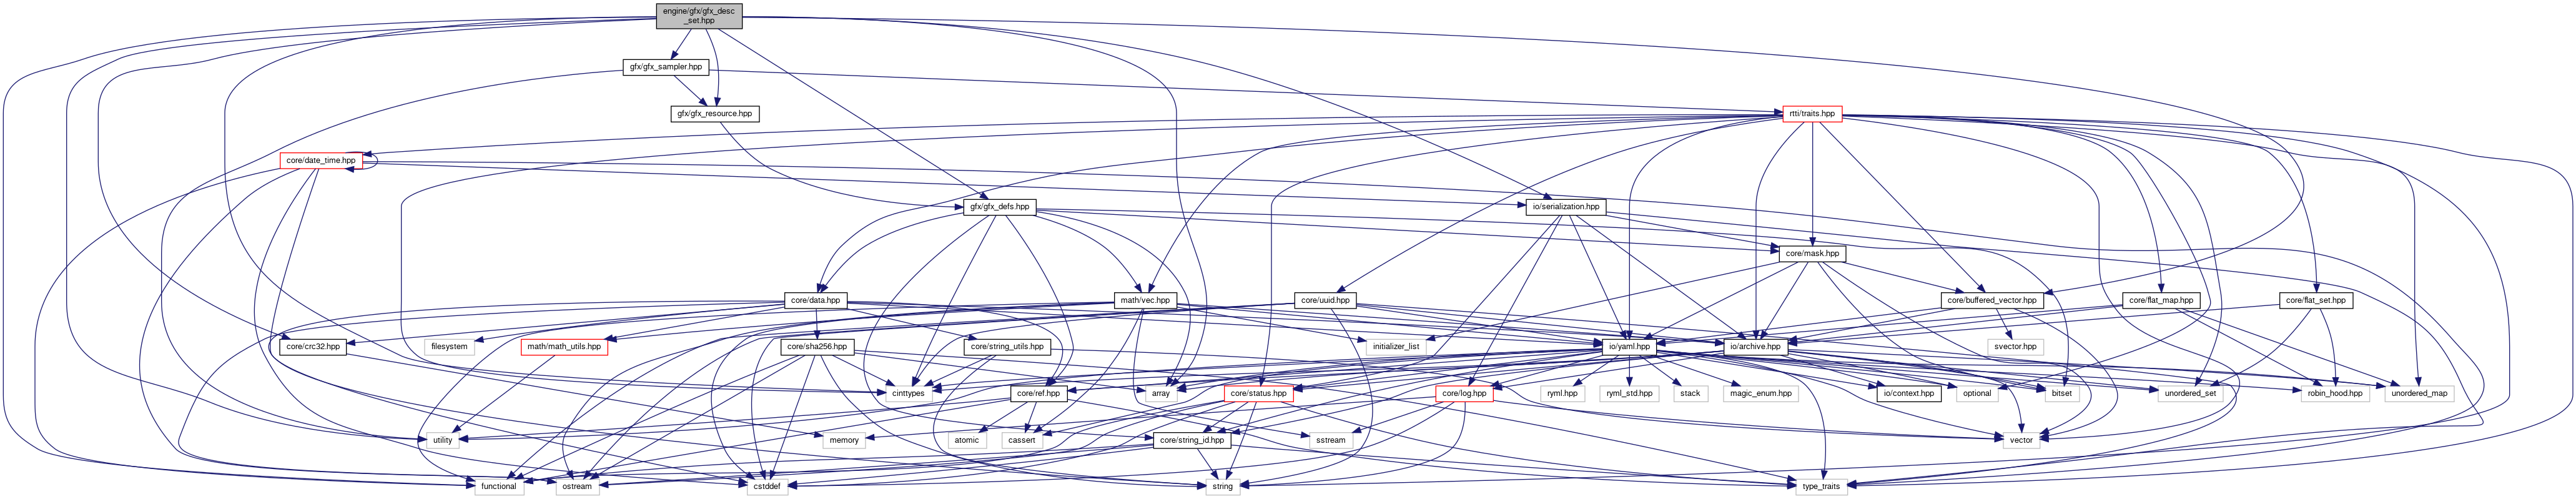 engine/gfx/gfx_desc
_set.hpp
gfx/gfx_sampler.hpp
gfx/gfx_resource.hpp
rtti/traits.hpp
core/date_time.hpp
gfx/gfx_defs.hpp
io/serialization.hpp
core/mask.hpp
core/data.hpp
math/vec.hpp
core/uuid.hpp
core/buffered_vector.hpp
core/flat_map.hpp
core/flat_set.hpp
core/crc32.hpp
filesystem
math/math_utils.hpp
core/sha256.hpp
core/string_utils.hpp
initializer_list
io/yaml.hpp
io/archive.hpp
svector.hpp
cinttypes
core/ref.hpp
array
core/status.hpp
core/log.hpp
ryml.hpp
ryml_std.hpp
stack
magic_enum.hpp
io/context.hpp
optional
bitset
unordered_set
robin_hood.hpp
unordered_map
utility
memory
atomic
cassert
core/string_id.hpp
sstream
vector
functional
ostream
cstddef
string
type_traits